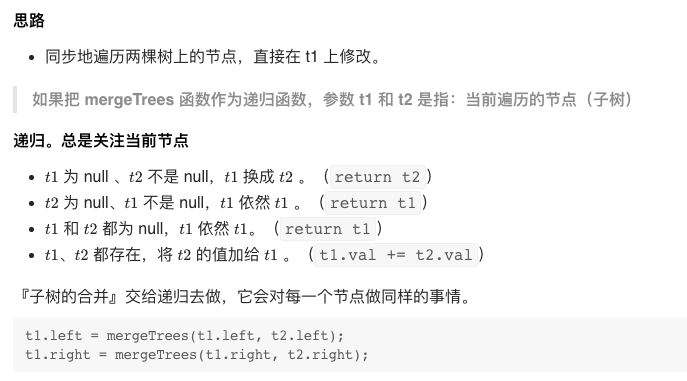 思路
• 同步地遍历两棵树上的节点，直接在 t1 上修改。
如果把 mergeTrees 函数作为递归函数，参数 t1 和 t2 是指：当前遍历的节点（子树）
递归。总是关注当前节点
• t1 为 null 、t2 不是 null，t1 换成 t2 。（return t2）
• t2 为 null、t1 不是 null，t1 依然 t1 。（return t1）
• t1 和 t2 都为 null，t1 依然 t1。（return t1）
• t1、t2 都存在，将 t2 的值加给 t1 。（t1.val += t2.val）
『子树的合并』交给递归去做，它会对每一个节点做同样的事情。
t1.left = mergeTrees(t1.left, t2.left);
t1.right = mergeTrees(t1.right, t2.right);